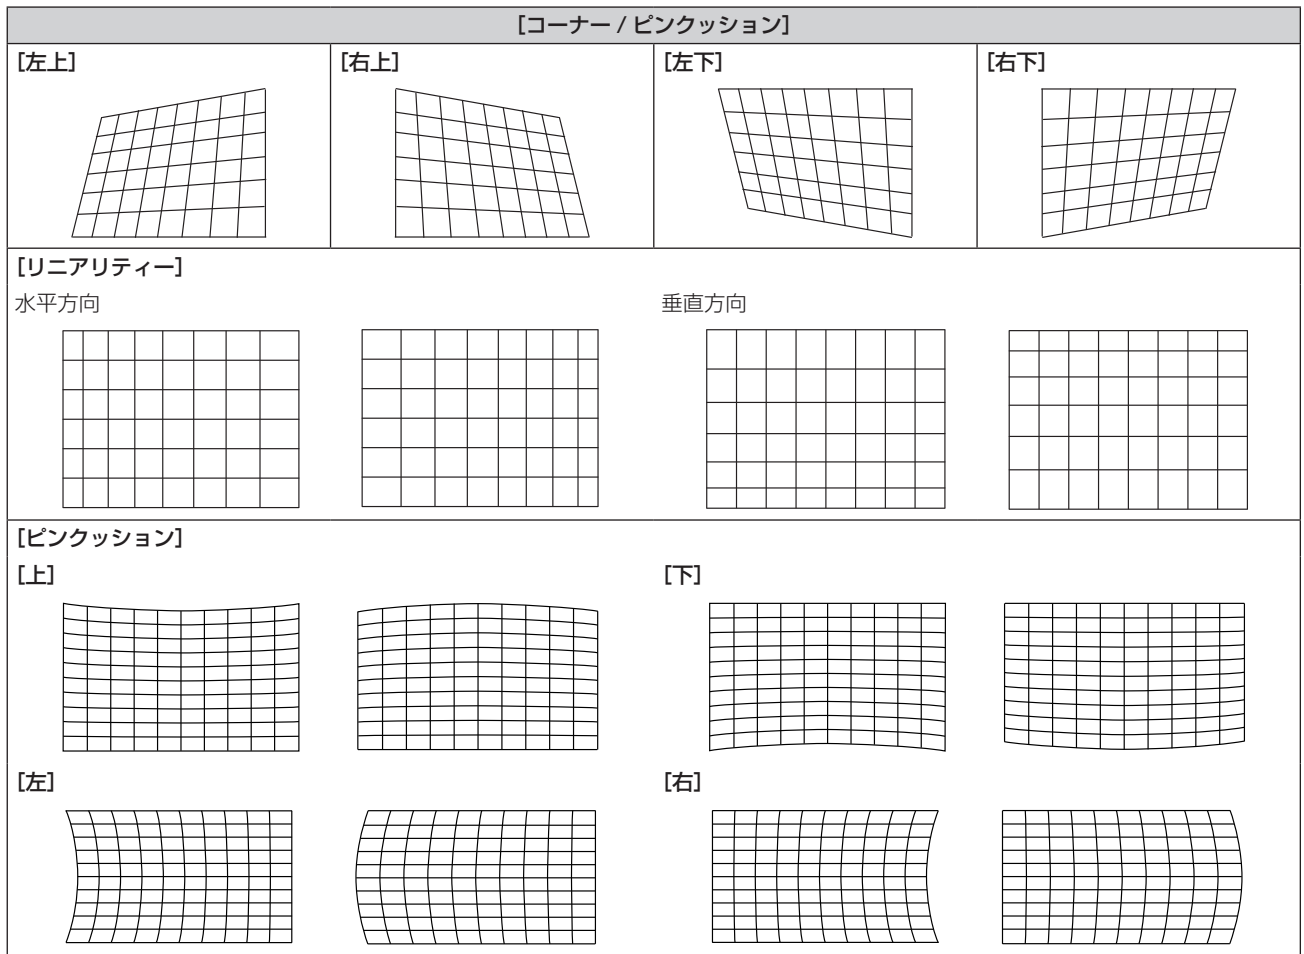 [コーナー / ピンクッション]
[左上]
[右上]
[左下]
[右下]
[リニアリティー]
水平方向
垂直方向
[ピンクッション]
[上]
[下]
[左]
[右]